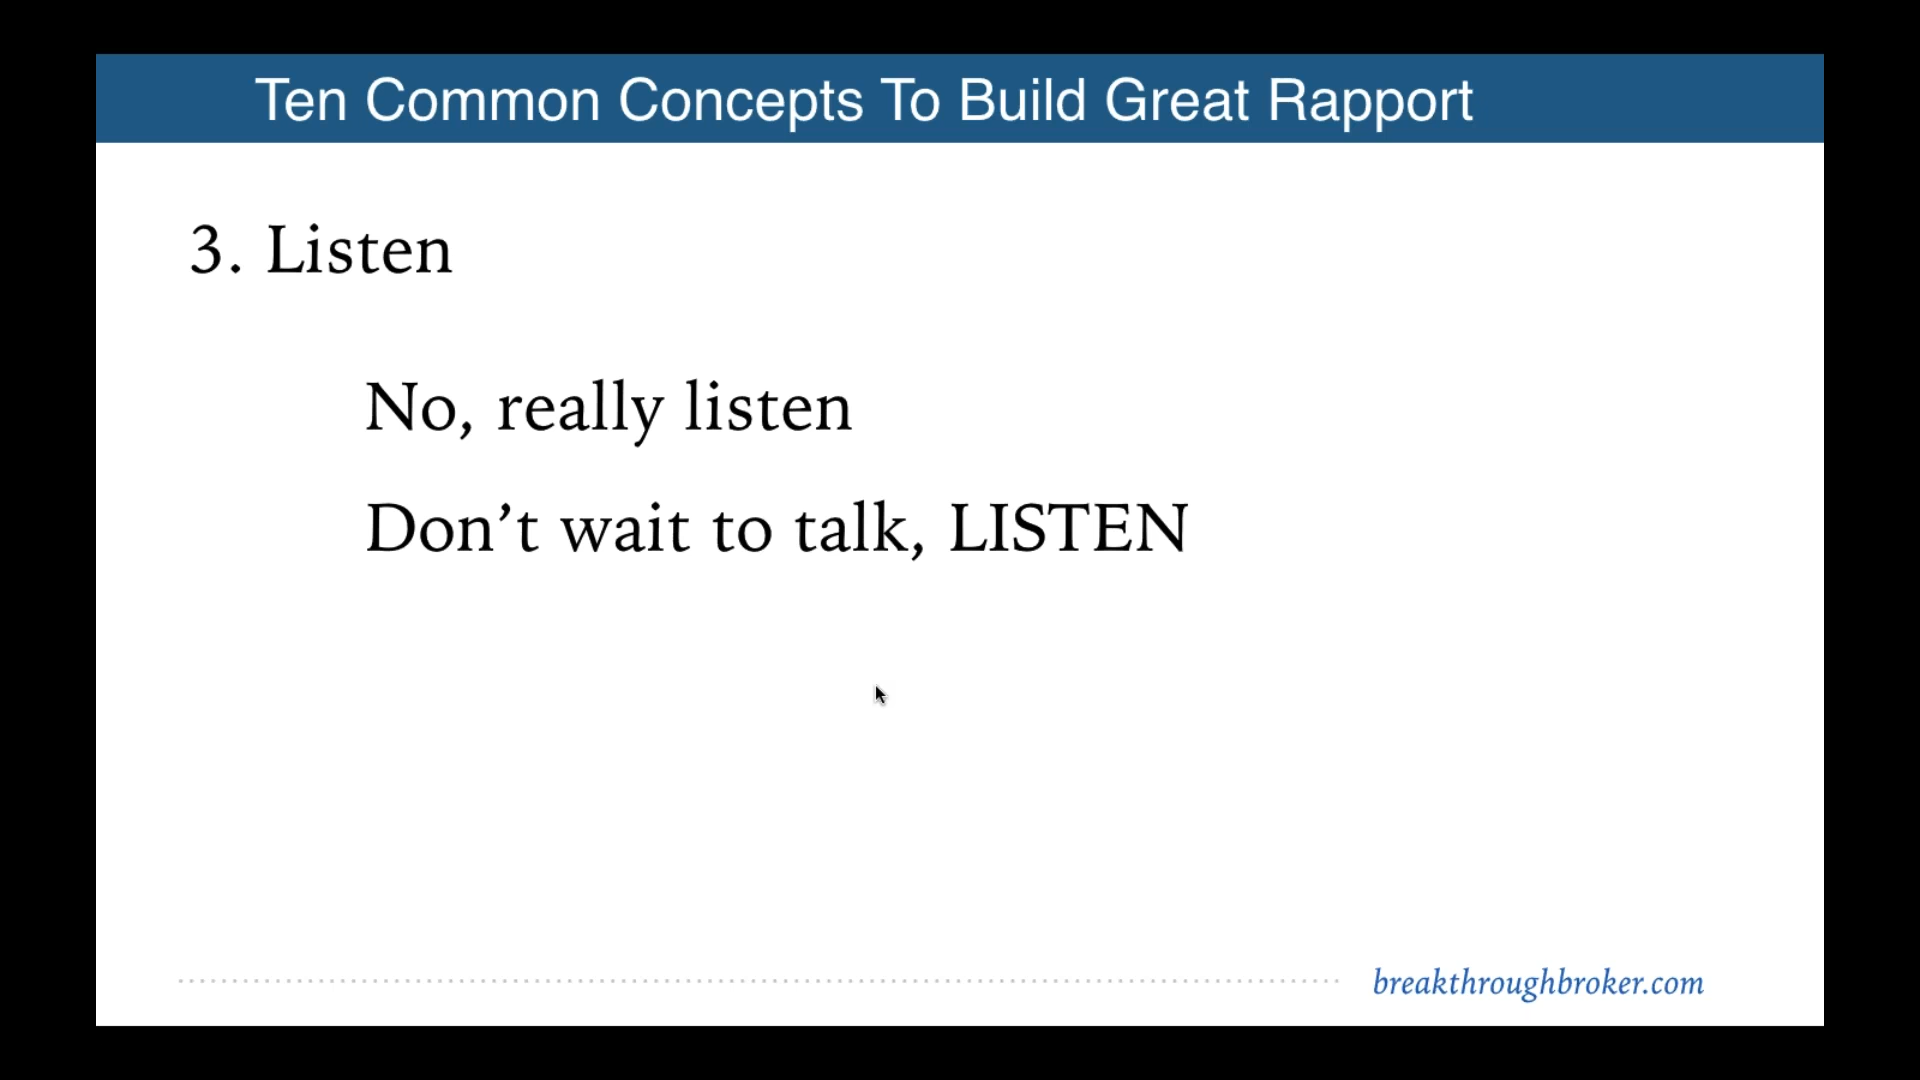 Ten Common Concepts To Build Great Rapport
3. Listen
No, really listen
Don’t wait to talk, LISTEN
breakthroughbroker.com